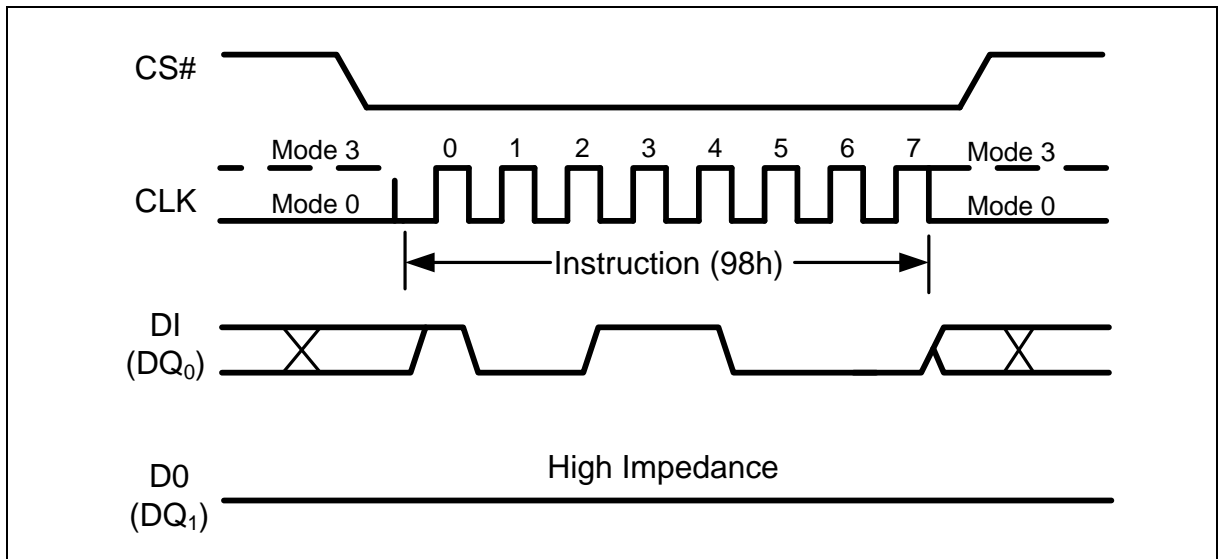 CS#
Mode 3 0 1 2 3 4 5 6 7 Mode 3
CLK
Mode 0 Mode 0
Instruction (98h)
DI
(DQ0)
High Impedance
D0
(DQ1)